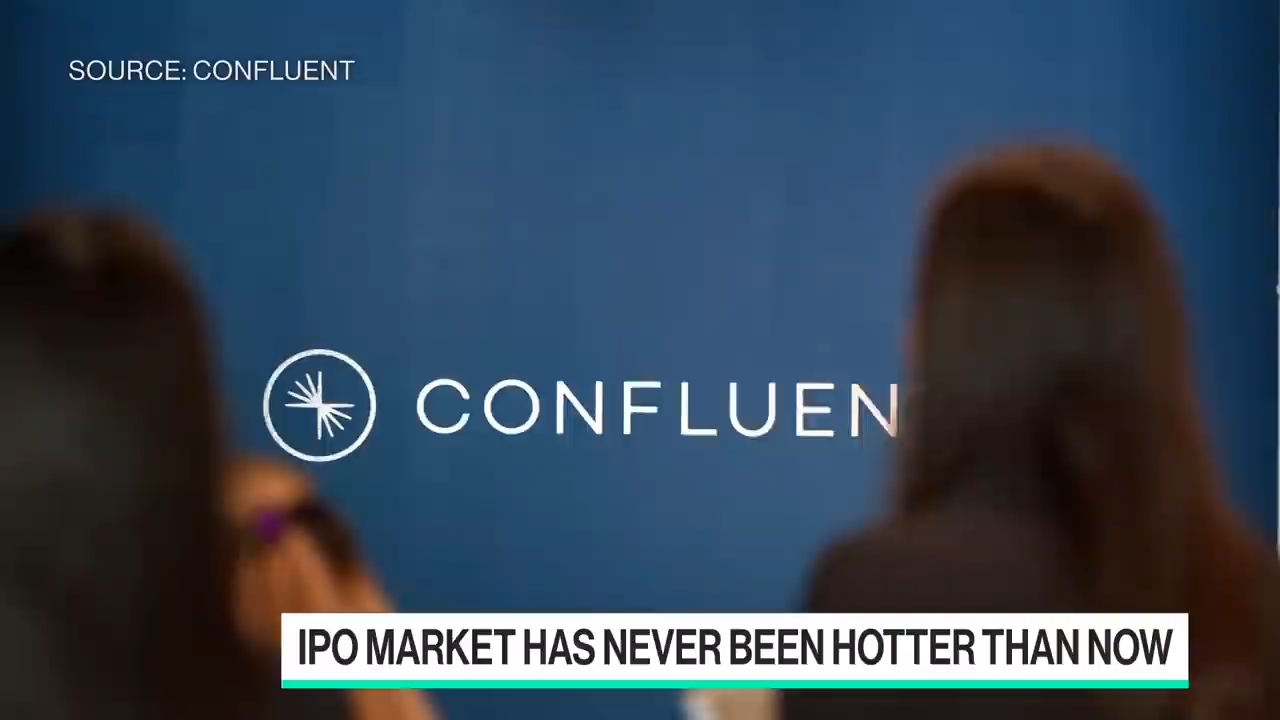 SOURCE: CONFLUENT
CONFLUEN
IPO MARKET HAS NEVER BEEN HOTTER THAN NOW